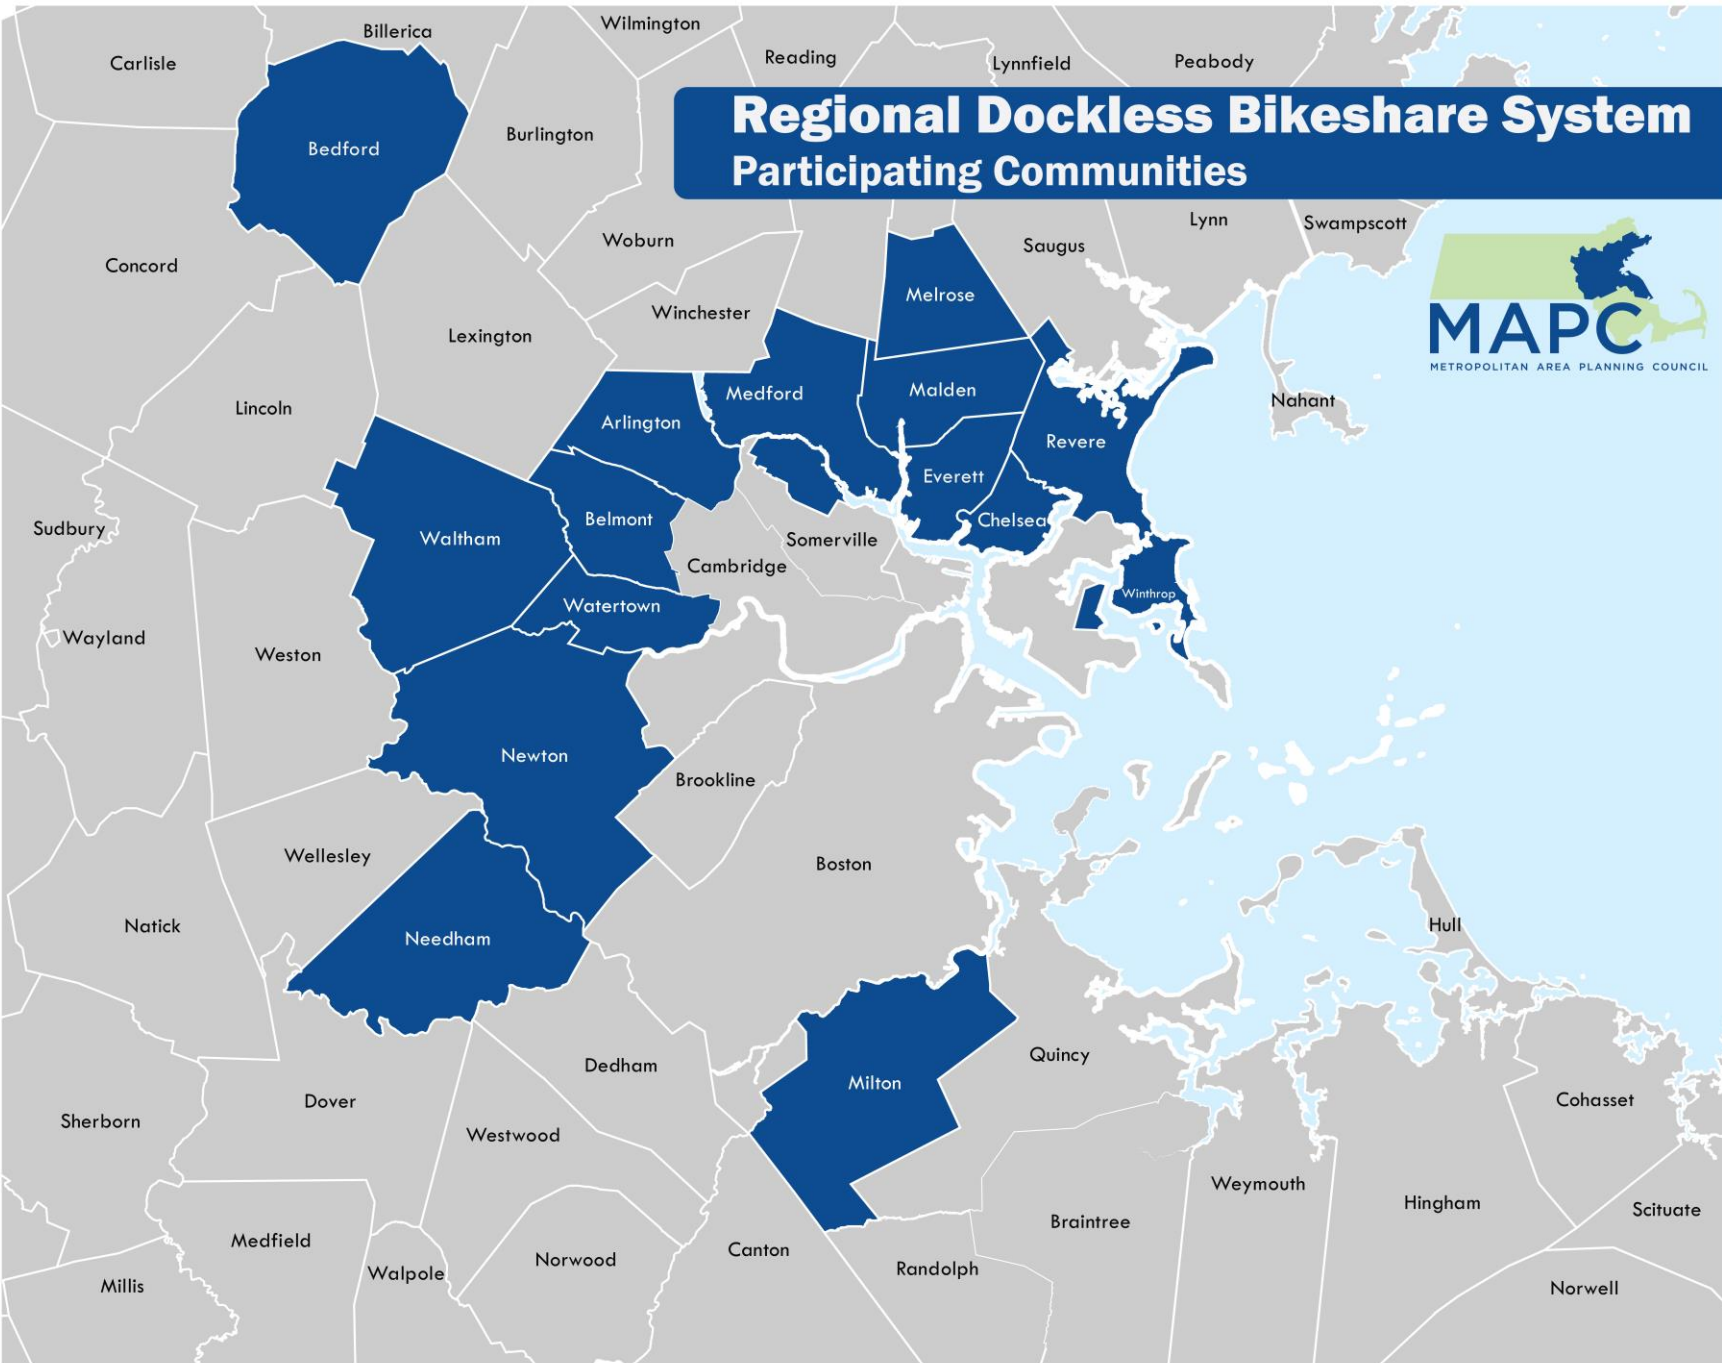 Wilmington
Billerica
Reading
Carlisle
Lynnfield
Peabody
Regional Dockless Bikeshare System
Participating Communities
Burlington
Bedford
Lynn
Swampscott
Woburn
Saugus
Concord
Melrose
Winchester
MAPC
METROPOLITAN AREA PLANNING COUNCIL
Lexington
Malden
Medford
Nahant
Lincoln
Arlington
Revere
Everett
Belmont
Chelsea
Sudbury
Waltham
Somerville
Cambridge
Winthrop
Watertown
Wayland
Weston
Newton
Brookline
Wellesley
Boston
Natick
Hull
Needham
Quincy
Dedham
Milton
Dover
Cohasset
Sherborn
Westwood
Weymouth
Hingham
Scituate
Braintree
Medfield
Canton
Norwood
Randolph
Walpole
Millis
Norwell